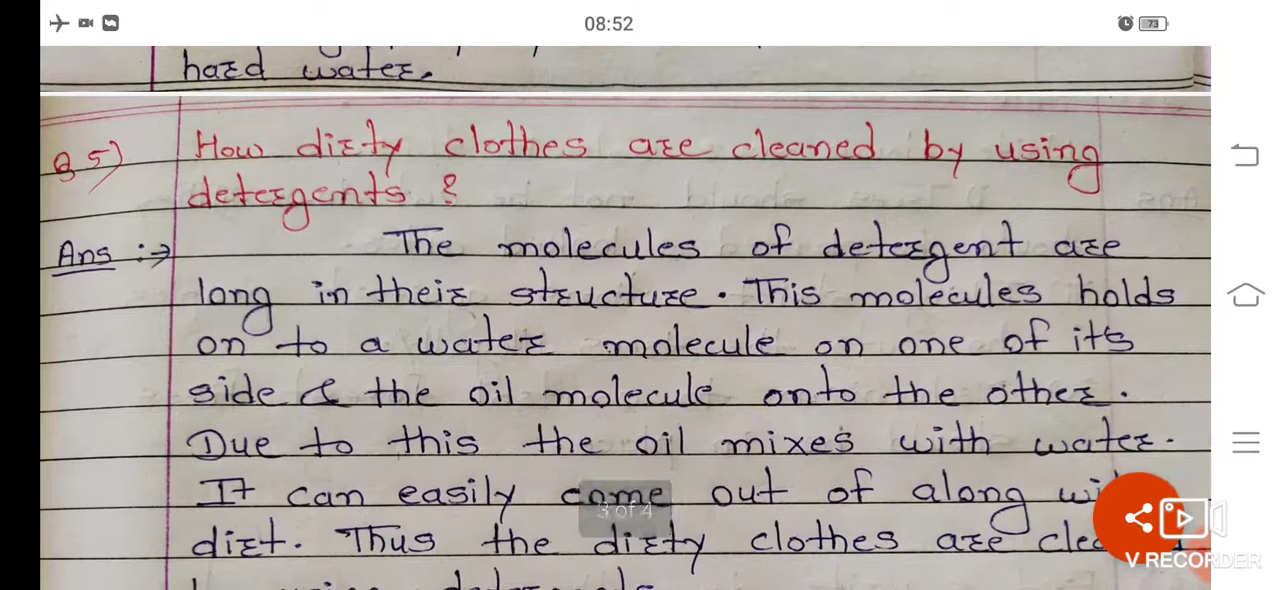 08:52
73
hard water.
Q 5) How dirty clothes are cleaned by using
detergents ?
Ans :→ The molecules of detergent are
long in their structure. This molecules holds
on to a water molecule on one of its
side & the oil molecule onto the other.
Due to this the oil mixes with water.
It can easily come out of along
3 of 4
dirt. Thus the dirty clothes are
V RECORDER